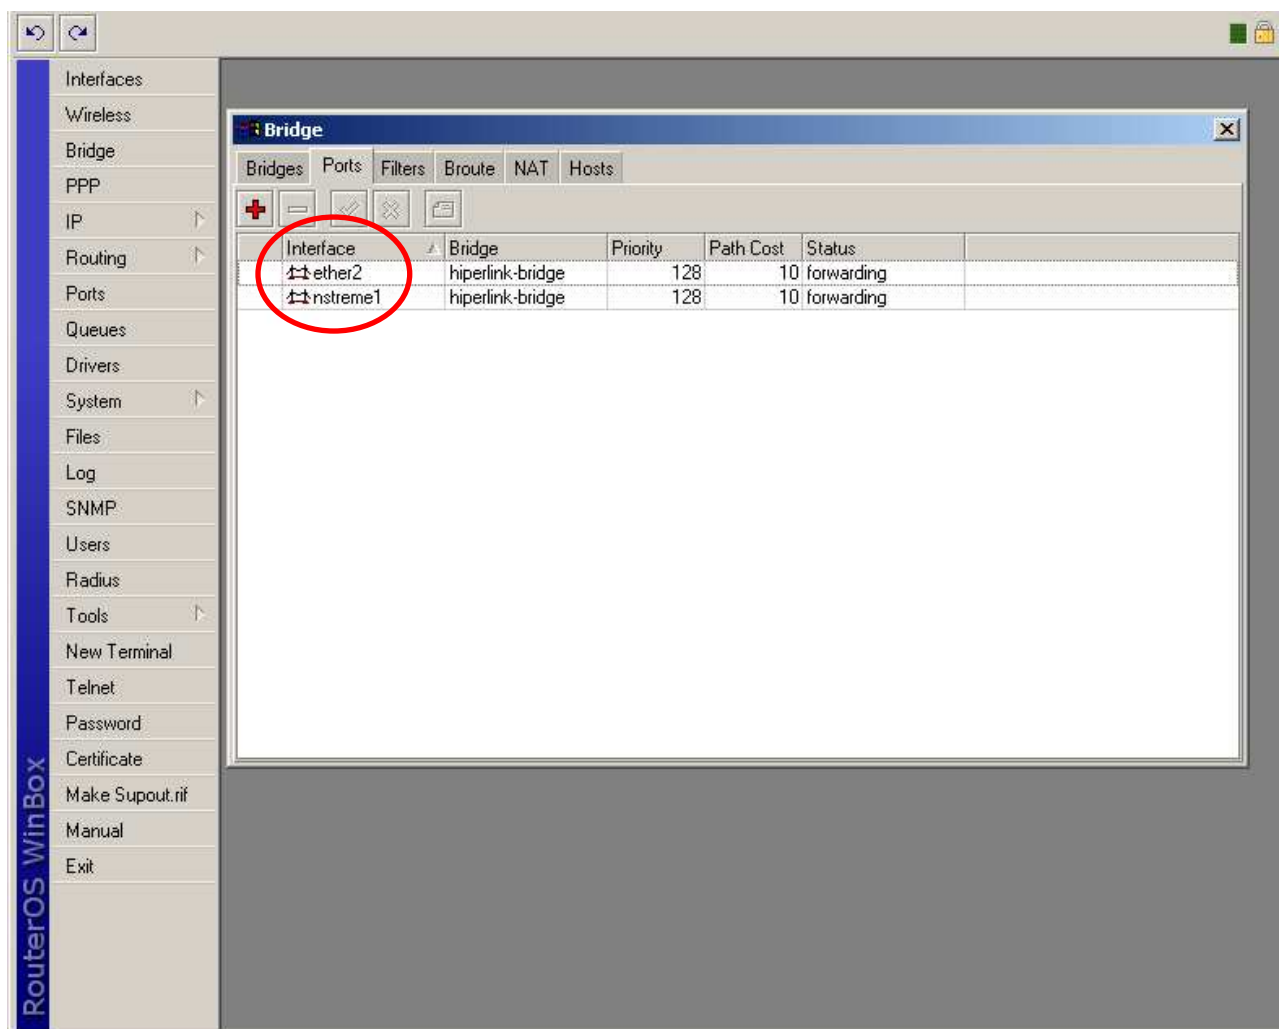 Interfaces
Wireless
Bridge
PPP
IP
Routing
Ports
Queues
Drivers
System
Files
Log
SNMP
Users
Radius
Tools
New Terminal
Telnet
Password
Certificate
Make Supout.rif
Manual
Exit
RouterOS WinBox
Bridge
Bridges Ports Filters Broute NAT Hosts
Interface Bridge Priority Path Cost Status
ether2 hiperlink-bridge 128 10 forwarding
nstreme1 hiperlink-bridge 128 10 forwarding